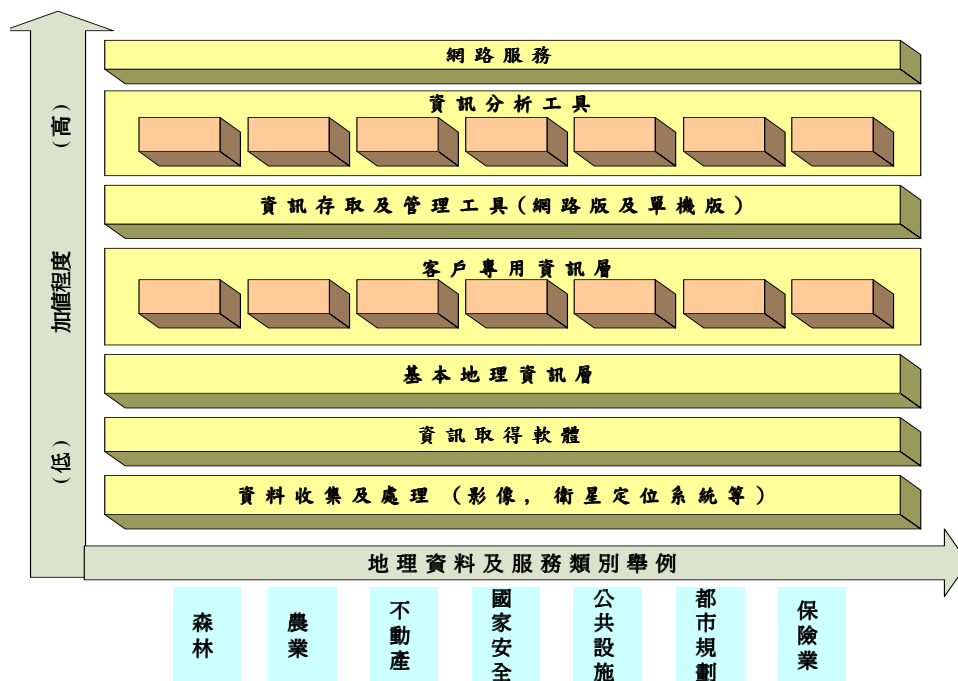 網路服務
資訊分析工具
資訊存取及管理工具(網路版及單機版)
客戶專用資訊層
基本地理資訊層
資訊取得軟體
資料收集及處理 (影像, 衛星定位系統等)
(高)
加值程度
(低)
地理資料及服務類別舉例
森林
農業
不動產
國家安全
公共設施
都市規劃
保險業